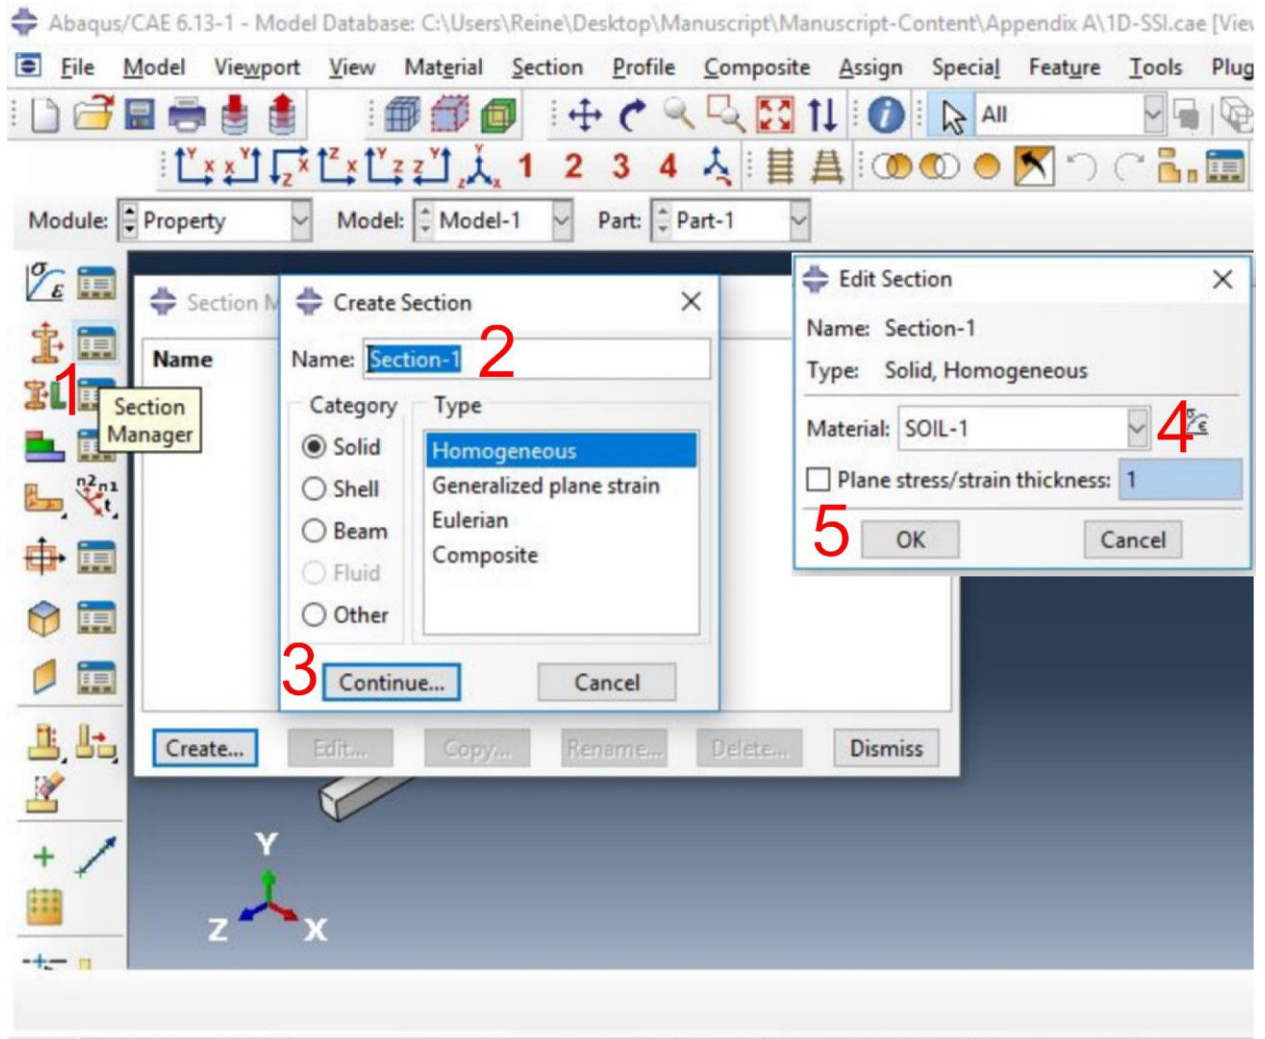 Abaqus/CAE 6.13-1 - Model Database: C:\Users\Reine\Desktop\Manuscript\Manuscript-Content\Appendix A\1D-SSI.cae [View
File Model Viewport View Material Section Profile Composite Assign Special Feature Tools Plug
All
Y X X Y Z Z X Y Z Z Y Y Z X 1 2 3 4
Module: Property Model: Model-1 Part: Part-1
σ ε
Edit Section
Section M
Create Section
Name: Section-1
Name
Name: Section-1 2
Type: Solid, Homogeneous
1
Section
Manager
Category Type
Material: SOIL-1 4
Solid Homogeneous
Plane stress/strain thickness: 1
n2 n1
t
Shell Generalized plane strain
Beam Eulerian
5 OK Cancel
Fluid Composite
Other
3 Continue... Cancel
Create... Edit... Copy... Rename... Delete... Dismiss
Y
Z X